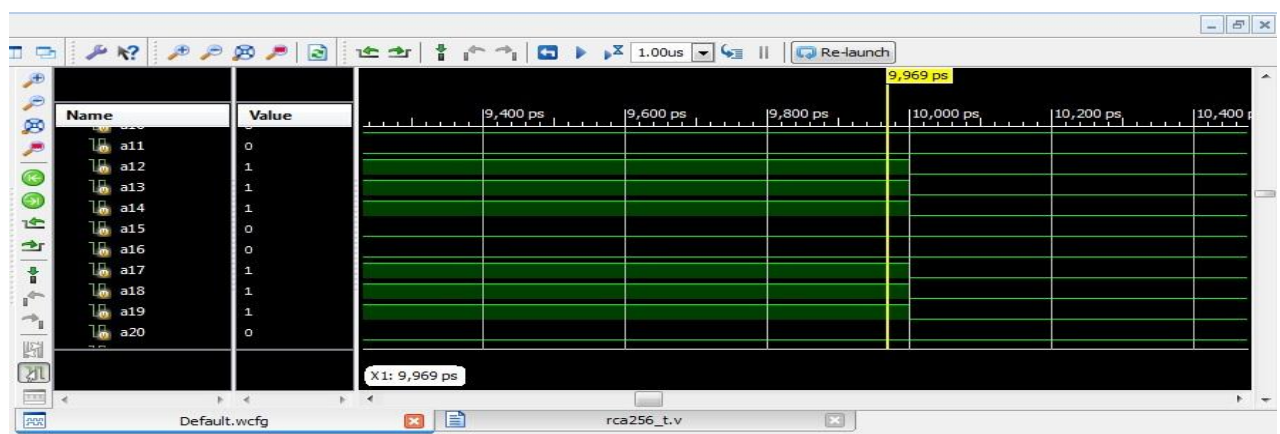 1.00us Re-launch
9,969 ps
Name Value 9,400 ps 9,600 ps 9,800 ps 10,000 ps 10,200 ps 10,400 p
a11 0
a12 1
a13 1
a14 1
a15 0
a16 0
a17 1
a18 1
a19 1
a20 0
X1: 9,969 ps
Default.wcfg rca256_t.v